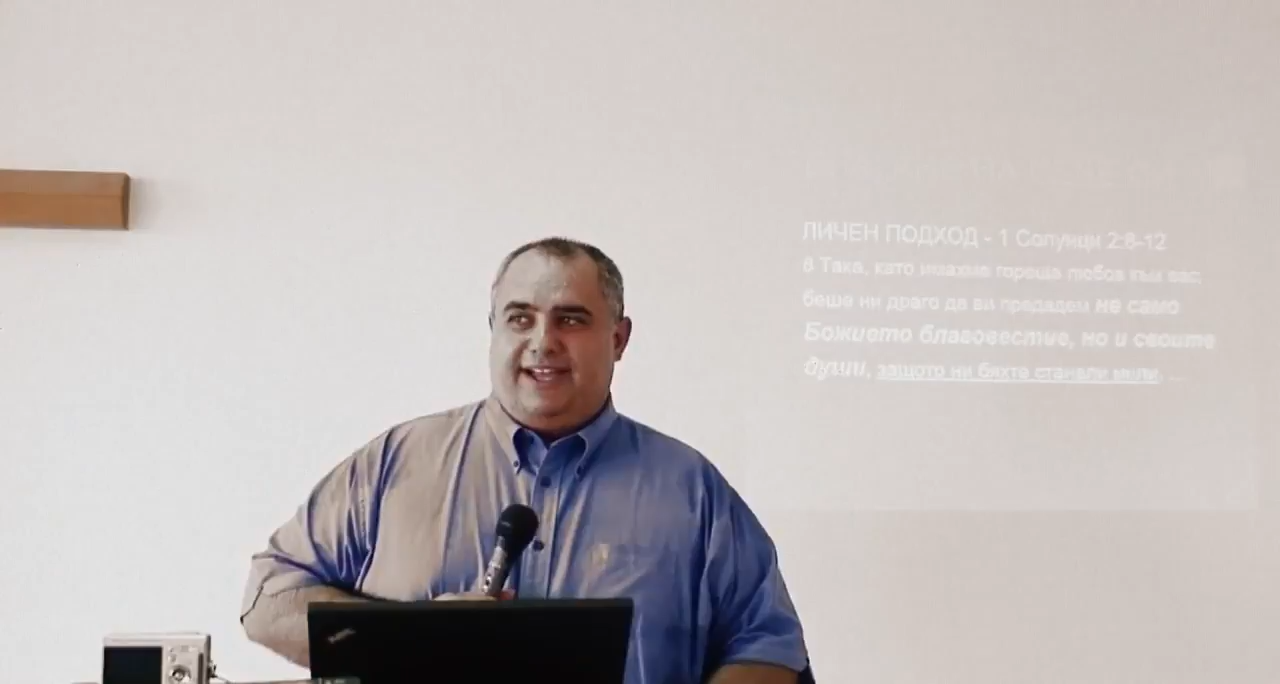 ЛИЧЕН ПОДХОД - 1 Солунци 2:8-12
8 Така, като имахме гореща любов към вас,
беше ни драго да ви предадем не само
Божието благовестие, но и своите
души, защото ни бяхте станали мили.